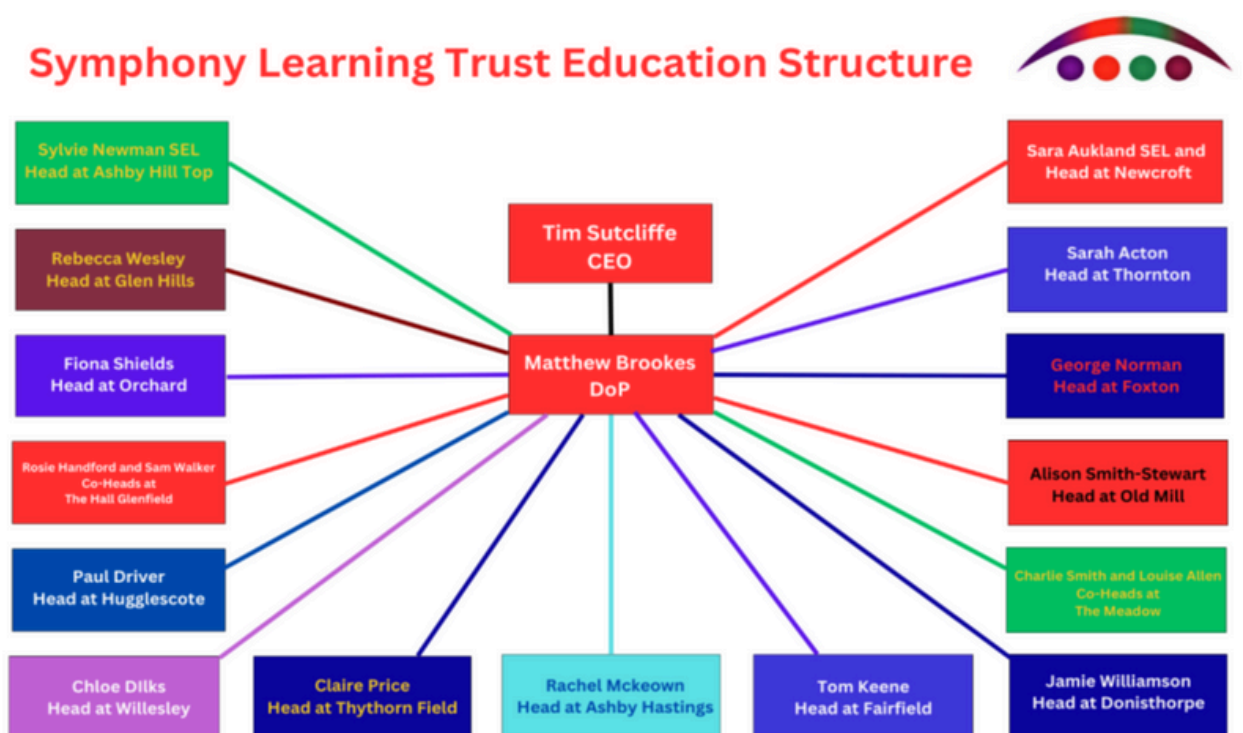 Symphony Learning Trust Education Structure
Sylvie Newman SEL
Head at Ashby Hill Top
Rebecca Wesley
Head at Glen Hills
Fiona Shields
Head at Orchard
Rosie Handford and Sam Walker
Co-Heads at
The Hall Glenfield
Paul Driver
Head at Hugglescote
Chloe DIlks
Head at Willesley
Claire Price
Head at Thythorn Field
Rachel Mckeown
Head at Ashby Hastings
Tom Keene
Head at Fairfield
Tim Sutcliffe
CEO
Matthew Brookes
DoP
Sara Aukland SEL and
Head at Newcroft
Sarah Acton
Head at Thornton
George Norman
Head at Foxton
Alison Smith-Stewart
Head at Old Mill
Charlie Smith and Louise Allen
Co-Heads at
The Meadow
Jamie Williamson
Head at Donisthorpe